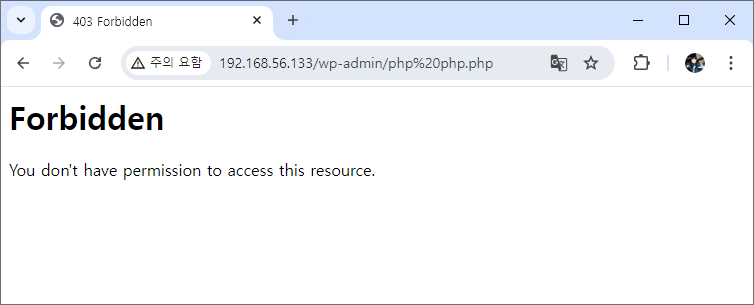 403 Forbidden
주의 요함 192.168.56.133/wp-admin/php%20php.php
Forbidden
You don't have permission to access this resource.